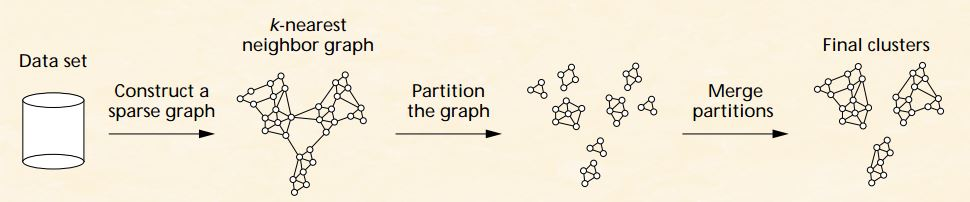 Data set
Construct a
sparse graph
k-nearest
neighbor graph
Partition
the graph
Merge
partitions
Final clusters